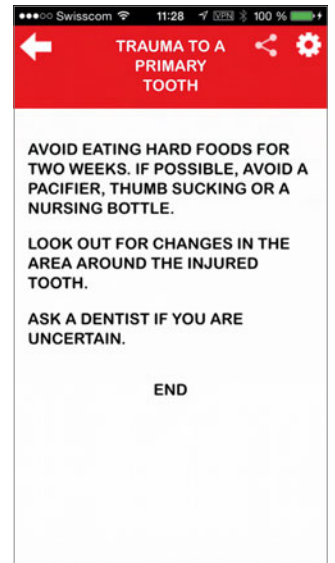 Swisscom 11:28 VPN 100 %
TRAUMA TO A
PRIMARY
TOOTH
AVOID EATING HARD FOODS FOR
TWO WEEKS. IF POSSIBLE, AVOID A
PACIFIER, THUMB SUCKING OR A
NURSING BOTTLE.
LOOK OUT FOR CHANGES IN THE
AREA AROUND THE INJURED
TOOTH.
ASK A DENTIST IF YOU ARE
UNCERTAIN.
END